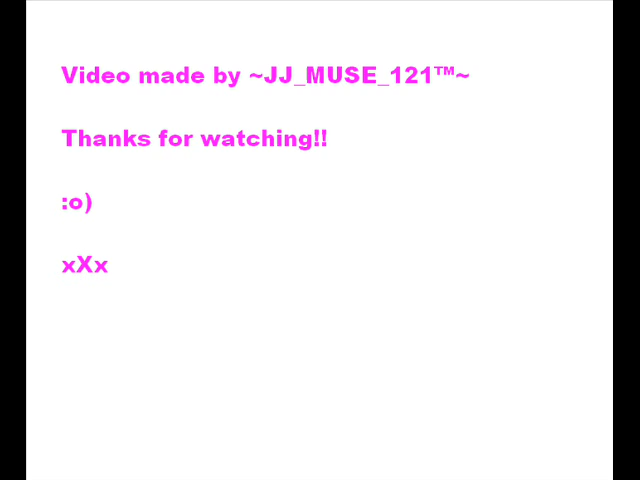 Video made by ~JJ_MUSE_121™~
Thanks for watching!!
:o)
xXx